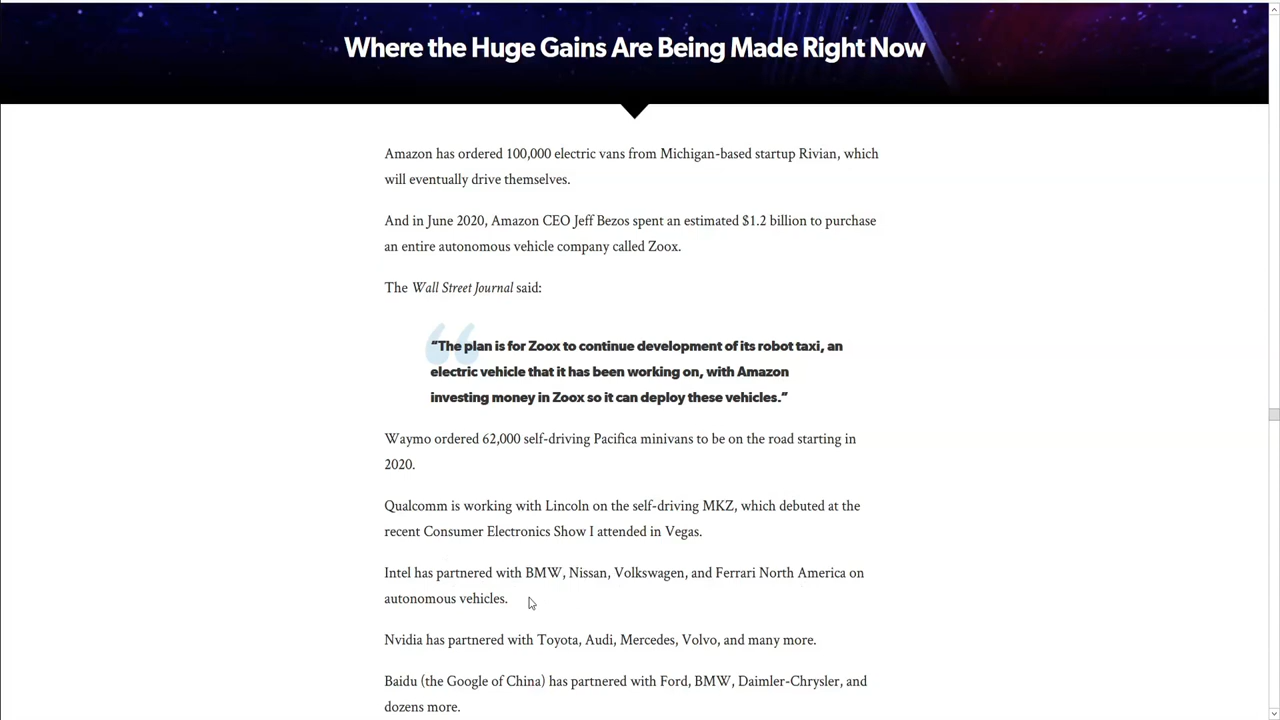 Where the Huge Gains Are Being Made Right Now
Amazon has ordered 100,000 electric vans from Michigan-based startup Rivian, which
will eventually drive themselves.
And in June 2020, Amazon CEO Jeff Bezos spent an estimated $1.2 billion to purchase
an entire autonomous vehicle company called Zoox.
The Wall Street Journal said:
“The plan is for Zoox to continue development of its robot taxi, an
electric vehicle that it has been working on, with Amazon
investing money in Zoox so it can deploy these vehicles.”
Waymo ordered 62,000 self-driving Pacifica minivans to be on the road starting in
2020.
Qualcomm is working with Lincoln on the self-driving MKZ, which debuted at the
recent Consumer Electronics Show I attended in Vegas.
Intel has partnered with BMW, Nissan, Volkswagen, and Ferrari North America on
autonomous vehicles.
Nvidia has partnered with Toyota, Audi, Mercedes, Volvo, and many more.
Baidu (the Google of China) has partnered with Ford, BMW, Daimler-Chrysler, and
dozens more.